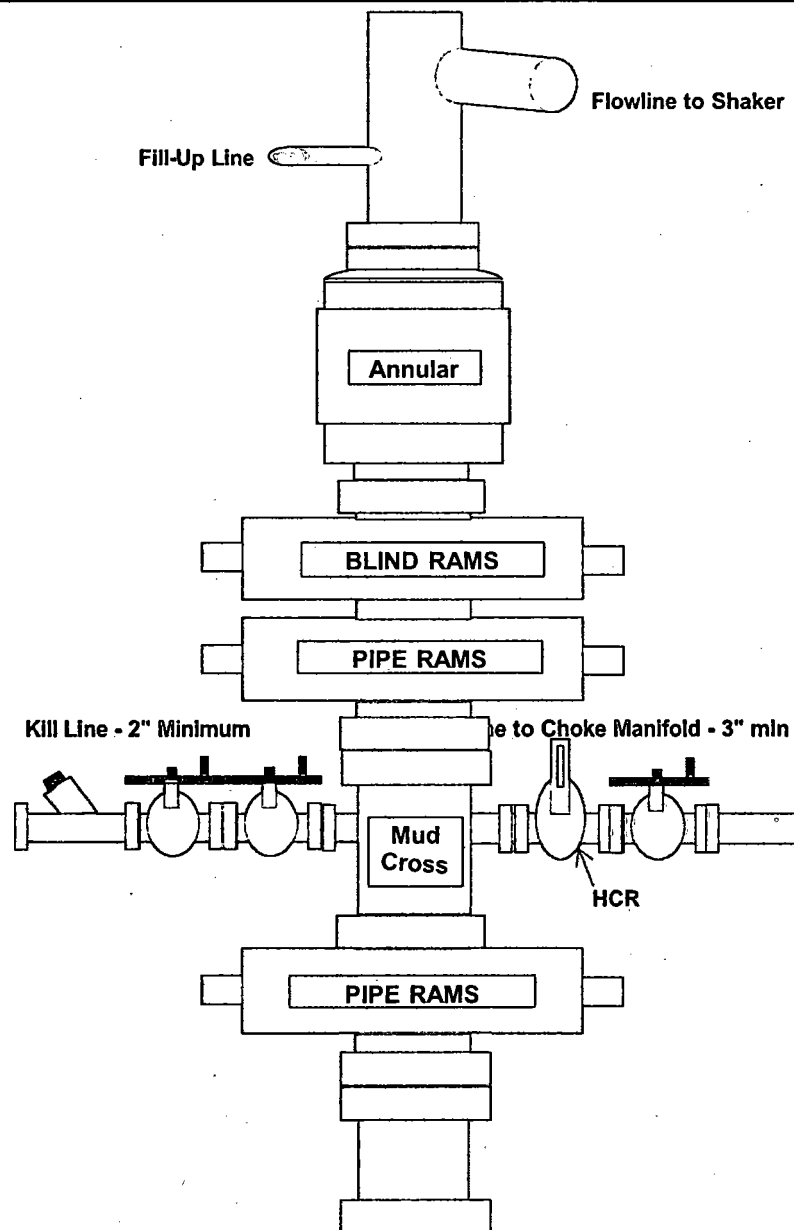 Flowline to Shaker
Fill-Up Line
Annular
BLIND RAMS
PIPE RAMS
Kill Line - 2" Minimum
to Choke Manifold - 3" min
Mud
Cross
HCR
PIPE RAMS